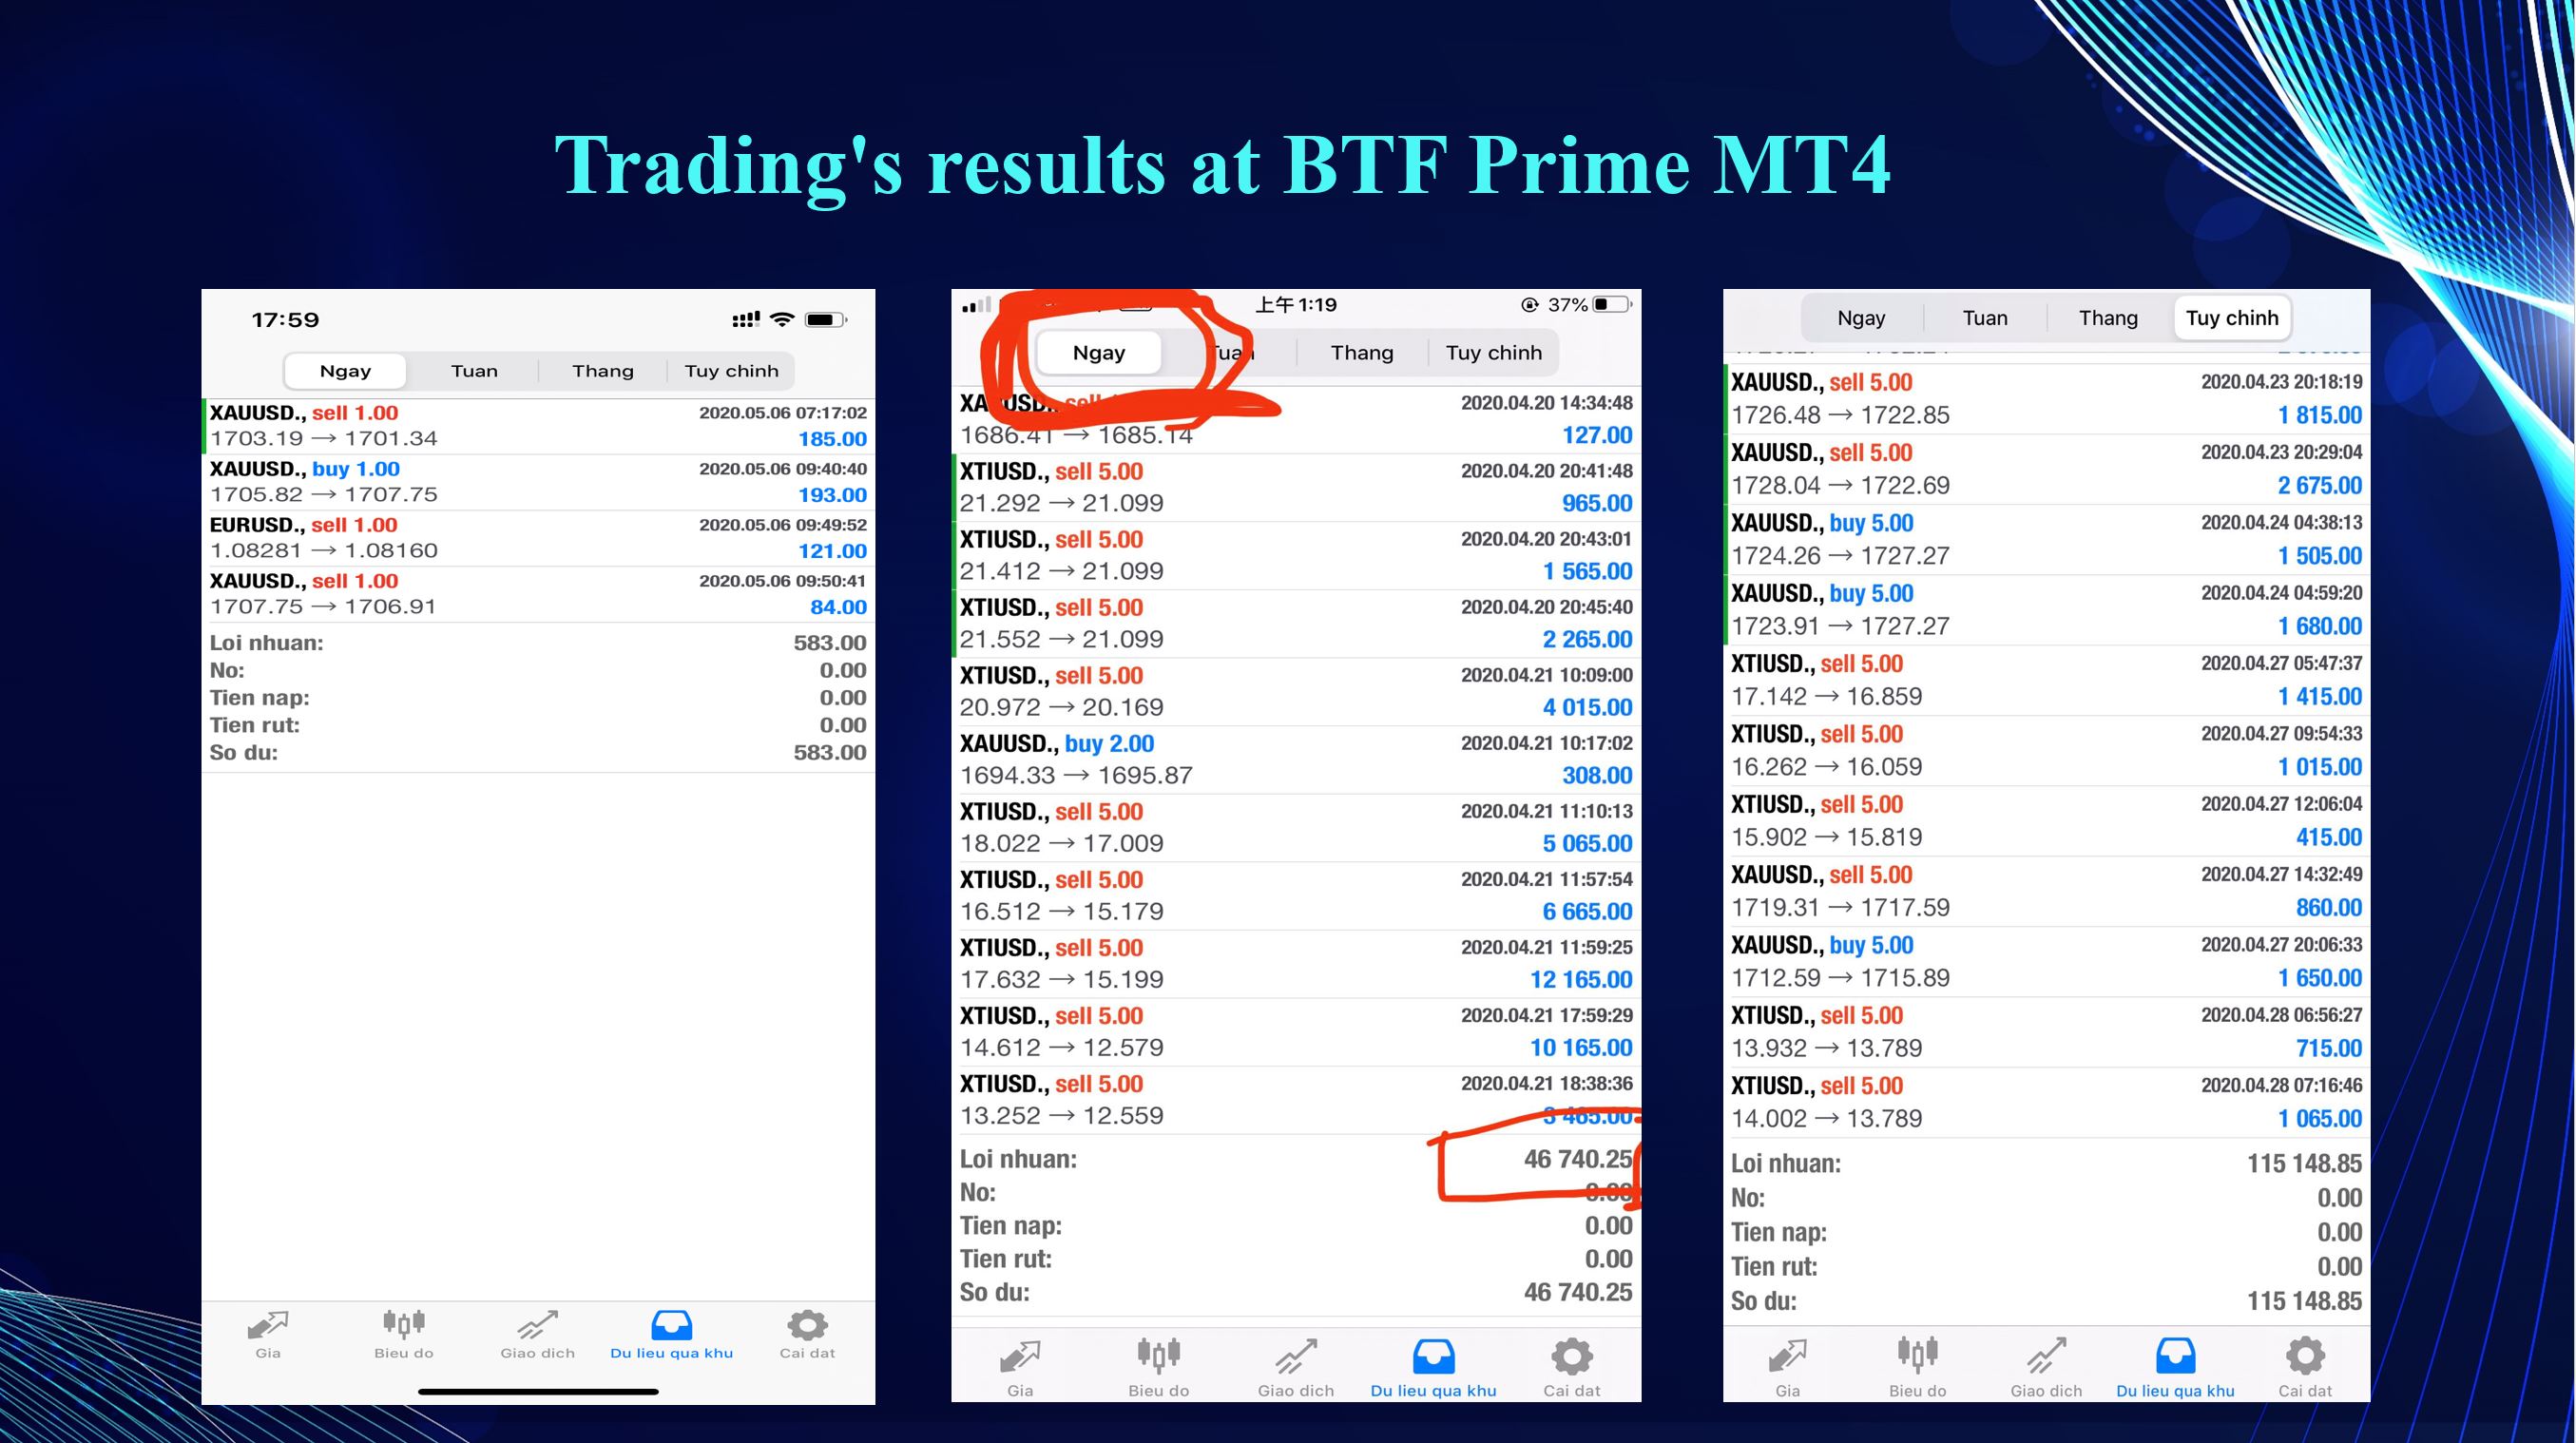 Trading's results at BTF Prime MT4
17:59
Ngay Tuan Thang Tuy chinh
XAUUSD., sell 1.00 2020.05.06 07:17:02
1703.19 → 1701.34 185.00
XAUUSD., buy 1.00 2020.05.06 09:40:40
1705.82 → 1707.75 193.00
EURUSD., sell 1.00 2020.05.06 09:49:52
1.08281 → 1.08160 121.00
XAUUSD., sell 1.00 2020.05.06 09:50:41
1707.75 → 1706.91 84.00
Loi nhuan: 583.00
No: 0.00
Tien nap: 0.00
Tien rut: 0.00
So du: 583.00
Gia Bieu do Giao dich Du lieu qua khu Cai dat
上午 1:19 37%
Ngay Tuan Thang Tuy chinh
XAUUSD., sell 2020.04.20 14:34:48
1686.41 → 1685.14 127.00
XTIUSD., sell 5.00 2020.04.20 20:41:48
21.292 → 21.099 965.00
XTIUSD., sell 5.00 2020.04.20 20:43:01
21.412 → 21.099 1 565.00
XTIUSD., sell 5.00 2020.04.20 20:45:40
21.552 → 21.099 2 265.00
XTIUSD., sell 5.00 2020.04.21 10:09:00
20.972 → 20.169 4 015.00
XAUUSD., buy 2.00 2020.04.21 10:17:02
1694.33 → 1695.87 308.00
XTIUSD., sell 5.00 2020.04.21 11:10:13
18.022 → 17.009 5 065.00
XTIUSD., sell 5.00 2020.04.21 11:57:54
16.512 → 15.179 6 665.00
XTIUSD., sell 5.00 2020.04.21 11:59:25
17.632 → 15.199 12 165.00
XTIUSD., sell 5.00 2020.04.21 17:59:29
14.612 → 12.579 10 165.00
XTIUSD., sell 5.00 2020.04.21 18:38:36
13.252 → 12.559 3 465.00
Loi nhuan: 46 740.25
No: 0.00
Tien nap: 0.00
Tien rut: 0.00
So du: 46 740.25
Gia Bieu do Giao dich Du lieu qua khu Cai dat
Ngay Tuan Thang Tuy chinh
XAUUSD., sell 5.00 2020.04.23 20:18:19
1726.48 → 1722.85 1 815.00
XAUUSD., sell 5.00 2020.04.23 20:29:04
1728.04 → 1722.69 2 675.00
XAUUSD., buy 5.00 2020.04.24 04:38:13
1724.26 → 1727.27 1 505.00
XAUUSD., buy 5.00 2020.04.24 04:59:20
1723.91 → 1727.27 1 680.00
XTIUSD., sell 5.00 2020.04.27 05:47:37
17.142 → 16.859 1 415.00
XTIUSD., sell 5.00 2020.04.27 09:54:33
16.262 → 16.059 1 015.00
XTIUSD., sell 5.00 2020.04.27 12:06:04
15.902 → 15.819 415.00
XAUUSD., sell 5.00 2020.04.27 14:32:49
1719.31 → 1717.59 860.00
XAUUSD., buy 5.00 2020.04.27 20:06:33
1712.59 → 1715.89 1 650.00
XTIUSD., sell 5.00 2020.04.28 06:56:27
13.932 → 13.789 715.00
XTIUSD., sell 5.00 2020.04.28 07:16:46
14.002 → 13.789 1 065.00
Loi nhuan: 115 148.85
No: 0.00
Tien nap: 0.00
Tien rut: 0.00
So du: 115 148.85
Gia Bieu do Giao dich Du lieu qua khu Cai dat